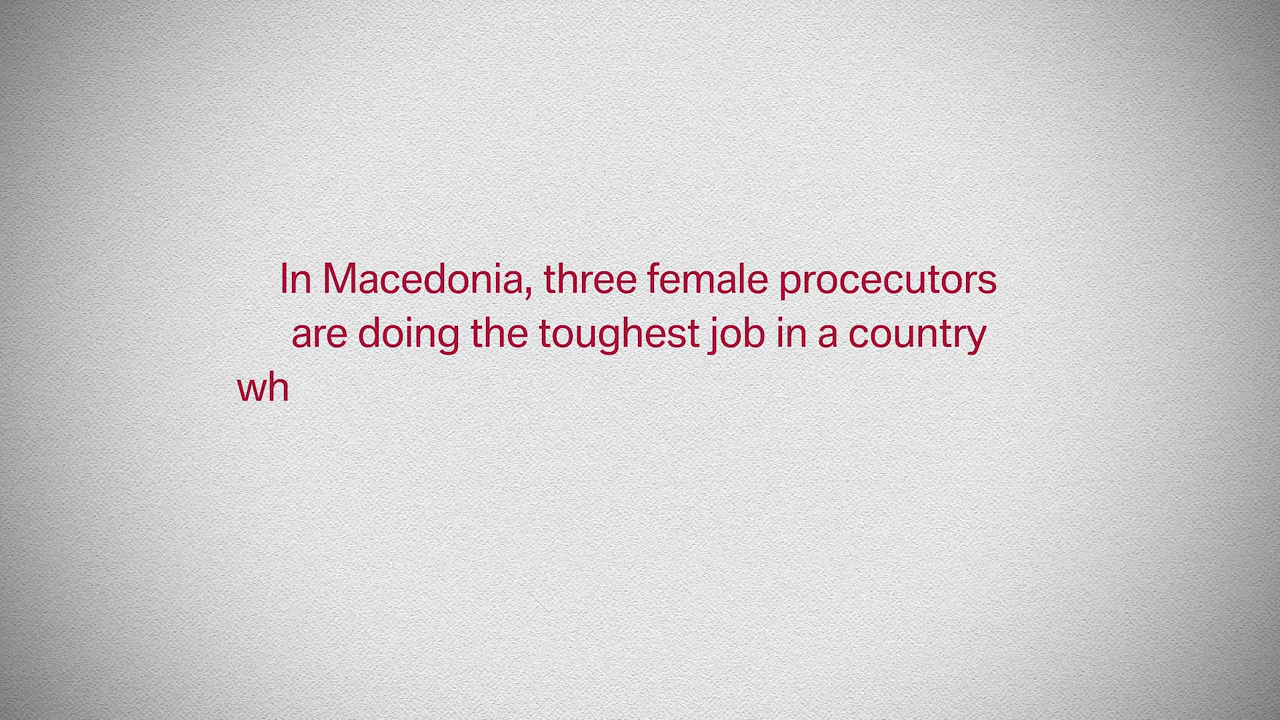 In Macedonia, three female procecutors
are doing the toughest job in a country
wh